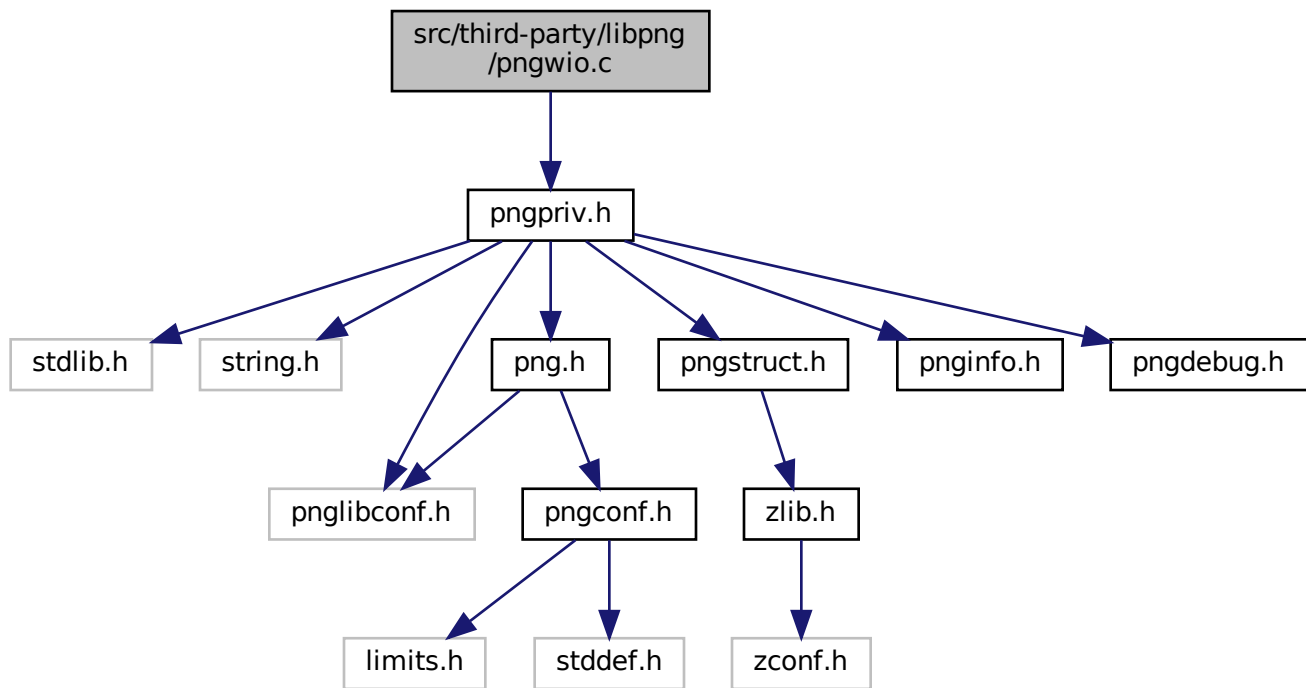 src/third-party/libpng
/pngwio.c
pngpriv.h
stdlib.h
string.h
png.h
pngstruct.h
pnginfo.h
pngdebug.h
pnglibconf.h
pngconf.h
zlib.h
limits.h
stddef.h
zconf.h